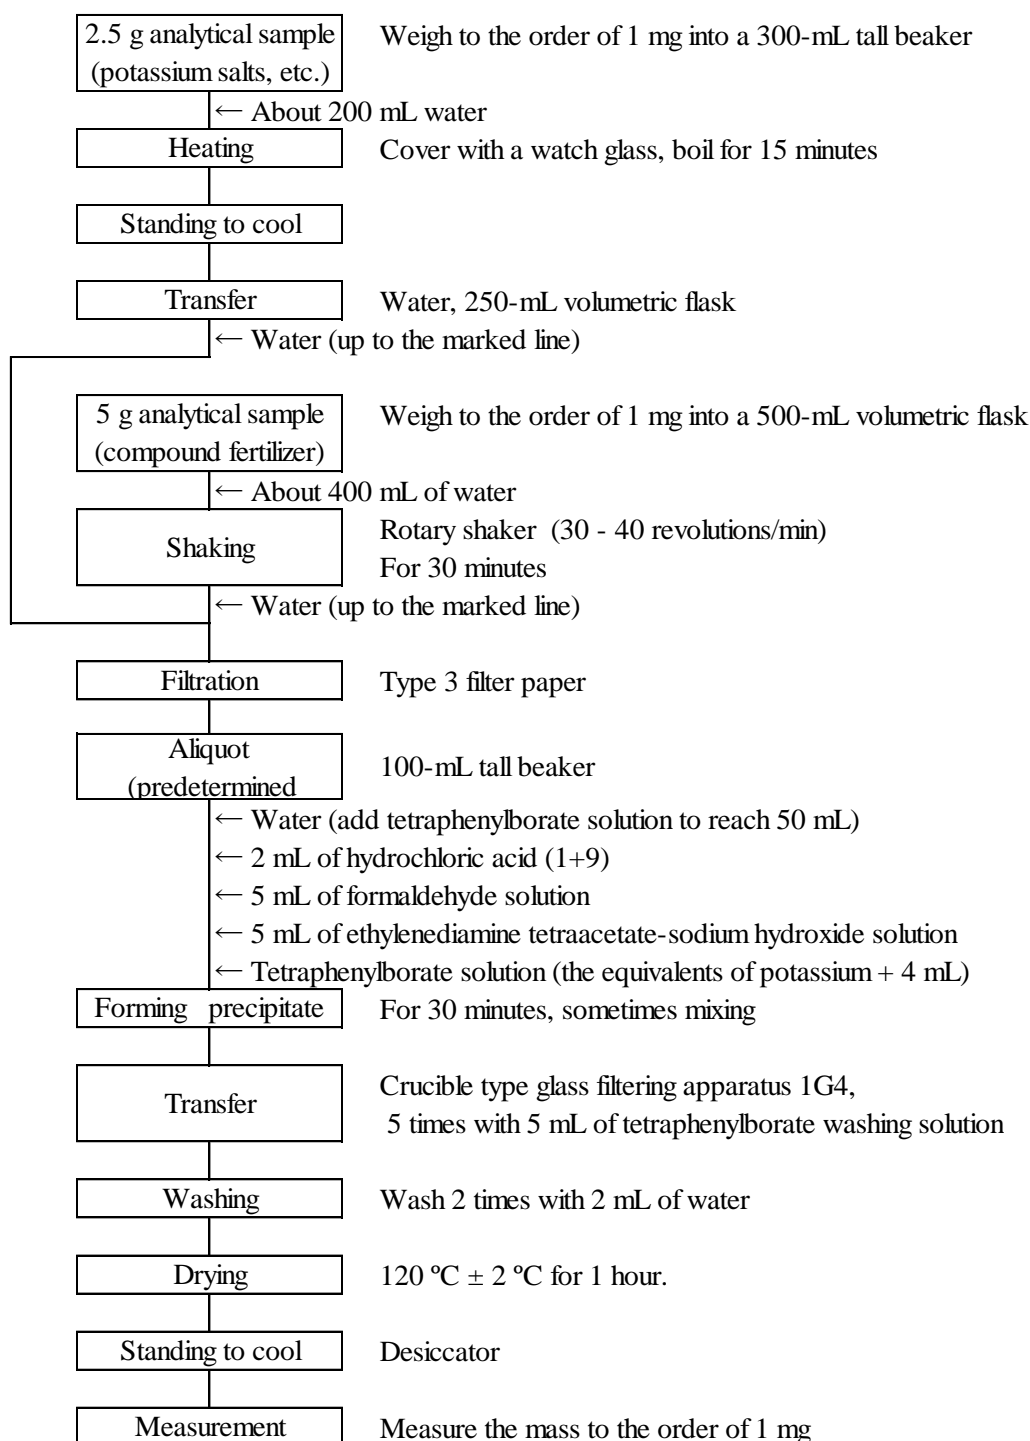 2.5 g analytical sample
(potassium salts, etc.)
Weigh to the order of 1 mg into a 300-mL tall beaker
← About 200 mL water
Heating
Cover with a watch glass, boil for 15 minutes
Standing to cool
Transfer
Water, 250-mL volumetric flask
← Water (up to the marked line)
5 g analytical sample
(compound fertilizer)
Weigh to the order of 1 mg into a 500-mL volumetric flask
← About 400 mL of water
Shaking
Rotary shaker (30 - 40 revolutions/min)
For 30 minutes
← Water (up to the marked line)
Filtration
Type 3 filter paper
Aliquot
(predetermined
100-mL tall beaker
← Water (add tetraphenylborate solution to reach 50 mL)
← 2 mL of hydrochloric acid (1+9)
← 5 mL of formaldehyde solution
← 5 mL of ethylenediamine tetraacetate-sodium hydroxide solution
← Tetraphenylborate solution (the equivalents of potassium + 4 mL)
Forming precipitate
For 30 minutes, sometimes mixing
Transfer
Crucible type glass filtering apparatus 1G4,
5 times with 5 mL of tetraphenylborate washing solution
Washing
Wash 2 times with 2 mL of water
Drying
120 ºC ± 2 ºC for 1 hour.
Standing to cool
Desiccator
Measurement
Measure the mass to the order of 1 mg